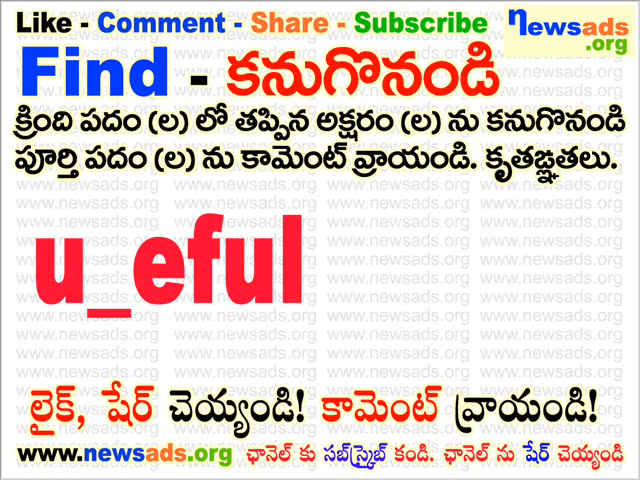 Like - Comment - Share - Subscribe
newsads
.org
Find - కనుగొనండి
క్రింది పదం (ల) లో తప్పిన అక్షరం (ల) ను కనుగొనండి
పూర్తి పదం (ల) ను కామెంట్ వ్రాయండి. కృతఙ్ఞతలు.
u_eful
లైక్, షేర్ చెయ్యండి! కామెంట్ వ్రాయండి!
www.newsads.org ఛానెల్ కు సబ్‌స్క్రైబ్ కండి. ఛానెల్ ను షేర్ చెయ్యండి